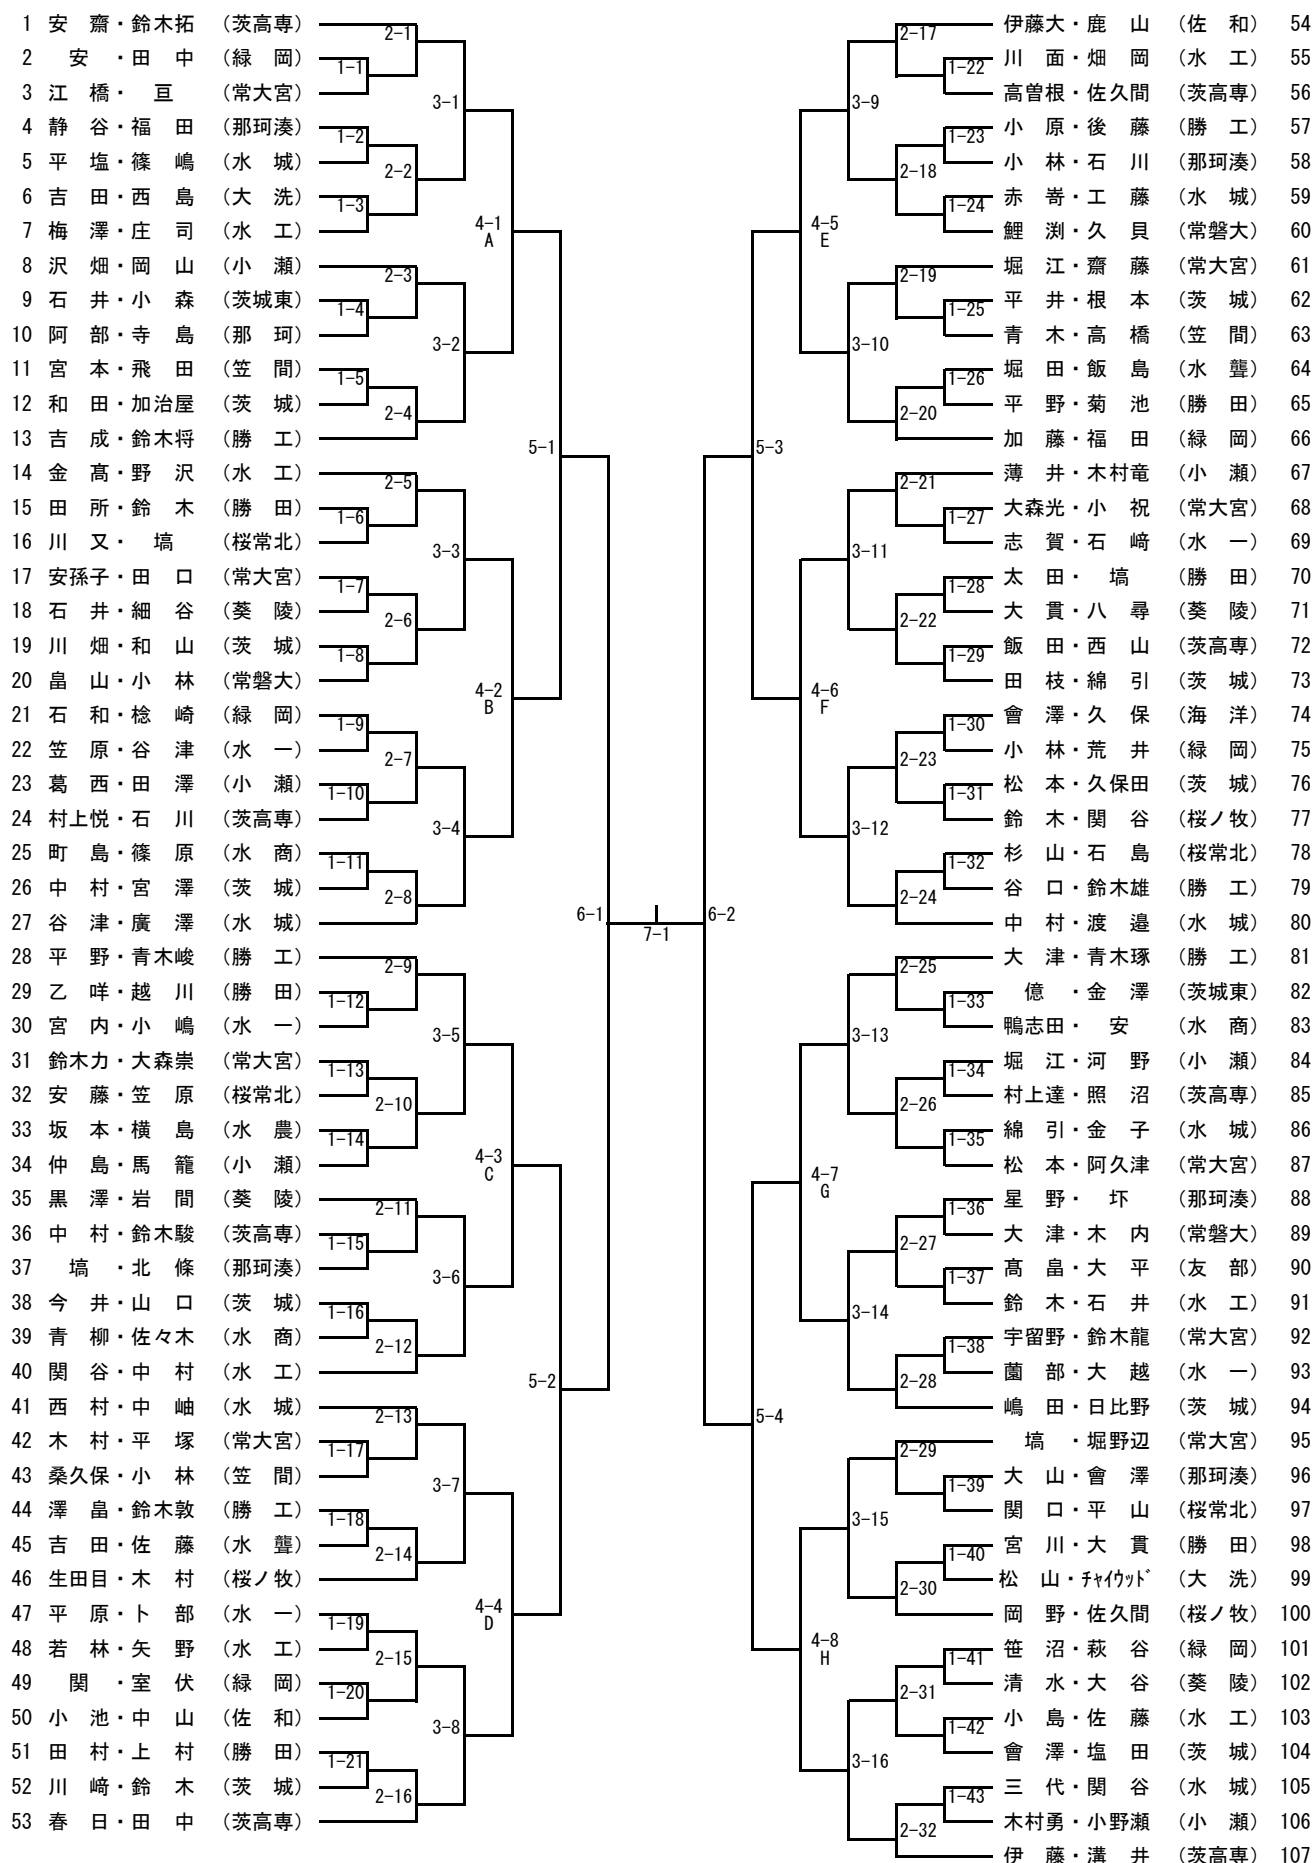 1 安 齋・鈴木拓 (茨高専)
2 安 ・田 中 (緑 岡)
3 江 橋・ 亘 (常大宮)
4 静 谷・福 田 (那珂湊)
5 平 塩・篠 嶋 (水 城)
6 吉 田・西 島 (大 洗)
7 梅 澤・庄 司 (水 工)
8 沢 畑・岡 山 (小 瀬)
9 石 井・小 森 (茨城東)
10 阿 部・寺 島 (那 珂)
11 宮 本・飛 田 (笠 間)
12 和 田・加治屋 (茨 城)
13 吉 成・鈴木将 (勝 工)
14 金 髙・野 沢 (水 工)
15 田 所・鈴 木 (勝 田)
16 川 又・ 塙 (桜常北)
17 安孫子・田 口 (常大宮)
18 石 井・細 谷 (葵 陵)
19 川 畑・和 山 (茨 城)
20 畠 山・小 林 (常磐大)
21 石 和・桧 崎 (緑 岡)
22 笠 原・谷 津 (水 一)
23 葛 西・田 澤 (小 瀬)
24 村上悦・石 川 (茨高専)
25 町 島・篠 原 (水 商)
26 中 村・宮 澤 (茨 城)
27 谷 津・廣 澤 (水 城)
28 平 野・青木峻 (勝 工)
29 乙 咩・越 川 (勝 田)
30 宮 内・小 嶋 (水 一)
31 鈴木力・大森崇 (常大宮)
32 安 藤・笠 原 (桜常北)
33 坂 本・横 島 (水 農)
34 仲 島・馬 籠 (小 瀬)
35 黒 澤・岩 間 (葵 陵)
36 中 村・鈴木駿 (茨高専)
37 塙 ・北 條 (那珂湊)
38 今 井・山 口 (茨 城)
39 青 柳・佐々木 (水 商)
40 関 谷・中 村 (水 工)
41 西 村・中 岫 (水 城)
42 木 村・平 塚 (常大宮)
43 桑久保・小 林 (笠 間)
44 澤 畠・鈴木敦 (勝 工)
45 吉 田・佐 藤 (水 聾)
46 生田目・木 村 (桜ノ牧)
47 平 原・卜 部 (水 一)
48 若 林・矢 野 (水 工)
49 関 ・室 伏 (緑 岡)
50 小 池・中 山 (佐 和)
51 田 村・上 村 (勝 田)
52 川 﨑・鈴 木 (茨 城)
53 春 日・田 中 (茨高専)
1-1
1-2
1-3
1-4
1-5
1-6
1-7
1-8
1-9
1-10
1-11
1-12
1-13
1-14
1-15
1-16
1-17
1-18
1-19
1-20
1-21
2-1
2-2
2-3
2-4
2-5
2-6
2-7
2-8
2-9
2-10
2-11
2-12
2-13
2-14
2-15
2-16
3-1
3-2
3-3
3-4
3-5
3-6
3-7
3-8
4-1
A
4-2
B
4-3
C
4-4
D
5-1
5-2
6-1
7-1
6-2
5-3
5-4
4-5
E
4-6
F
4-7
G
4-8
H
3-9
3-10
3-11
3-12
3-13
3-14
3-15
3-16
2-17
2-18
2-19
2-20
2-21
2-22
2-23
2-24
2-25
2-26
2-27
2-28
2-29
2-30
2-31
2-32
1-22
1-23
1-24
1-25
1-26
1-27
1-28
1-29
1-30
1-31
1-32
1-33
1-34
1-35
1-36
1-37
1-38
1-39
1-40
1-41
1-42
1-43
伊藤大・鹿 山 (佐 和) 54
川 面・畑 岡 (水 工) 55
高曽根・佐久間 (茨高専) 56
小 原・後 藤 (勝 工) 57
小 林・石 川 (那珂湊) 58
赤 嵜・工 藤 (水 城) 59
鯉 渕・久 貝 (常磐大) 60
堀 江・齋 藤 (常大宮) 61
平 井・根 本 (茨 城) 62
青 木・高 橋 (笠 間) 63
堀 田・飯 島 (水 聾) 64
平 野・菊 池 (勝 田) 65
加 藤・福 田 (緑 岡) 66
薄 井・木村竜 (小 瀬) 67
大森光・小 祝 (常大宮) 68
志 賀・石 﨑 (水 一) 69
太 田・ 塙 (勝 田) 70
大 貫・八 尋 (葵 陵) 71
飯 田・西 山 (茨高専) 72
田 枝・綿 引 (茨 城) 73
會 澤・久 保 (海 洋) 74
小 林・荒 井 (緑 岡) 75
松 本・久保田 (茨 城) 76
鈴 木・関 谷 (桜ノ牧) 77
杉 山・石 島 (桜常北) 78
谷 口・鈴木雄 (勝 工) 79
中 村・渡 邉 (水 城) 80
大 津・青木琢 (勝 工) 81
億 ・金 澤 (茨城東) 82
鴨志田・ 安 (水 商) 83
堀 江・河 野 (小 瀬) 84
村上達・照 沼 (茨高専) 85
綿 引・金 子 (水 城) 86
松 本・阿久津 (常大宮) 87
星 野・ 圷 (那珂湊) 88
大 津・木 内 (常磐大) 89
髙 畠・大 平 (友 部) 90
鈴 木・石 井 (水 工) 91
宇留野・鈴木龍 (常大宮) 92
薗 部・大 越 (水 一) 93
嶋 田・日比野 (茨 城) 94
塙 ・堀野辺 (常大宮) 95
大 山・會 澤 (那珂湊) 96
関 口・平 山 (桜常北) 97
宮 川・大 貫 (勝 田) 98
松 山・ﾁｬｲｳｯﾄﾞ (大 洗) 99
岡 野・佐久間 (桜ノ牧) 100
笹 沼・萩 谷 (緑 岡) 101
清 水・大 谷 (葵 陵) 102
小 島・佐 藤 (水 工) 103
會 澤・塩 田 (茨 城) 104
三 代・関 谷 (水 城) 105
木村勇・小野瀬 (小 瀬) 106
伊 藤・溝 井 (茨高専) 107